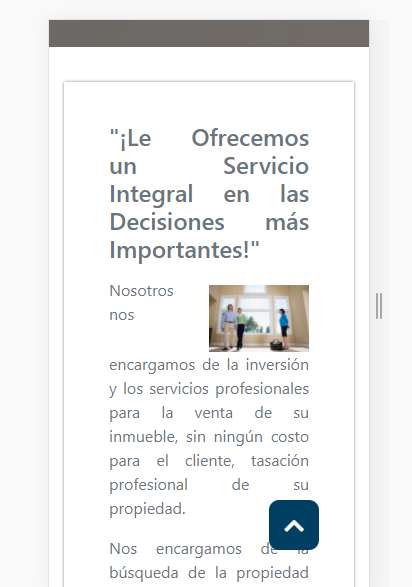 "¡Le Ofrecemos
un Servicio
Integral en las
Decisiones más
Importantes!"
Nosotros
nos
encargamos de la inversión
y los servicios profesionales
para la venta de su
inmueble, sin ningún costo
para el cliente, tasación
profesional de su
propiedad.
Nos encargamos de la
búsqueda de la propiedad